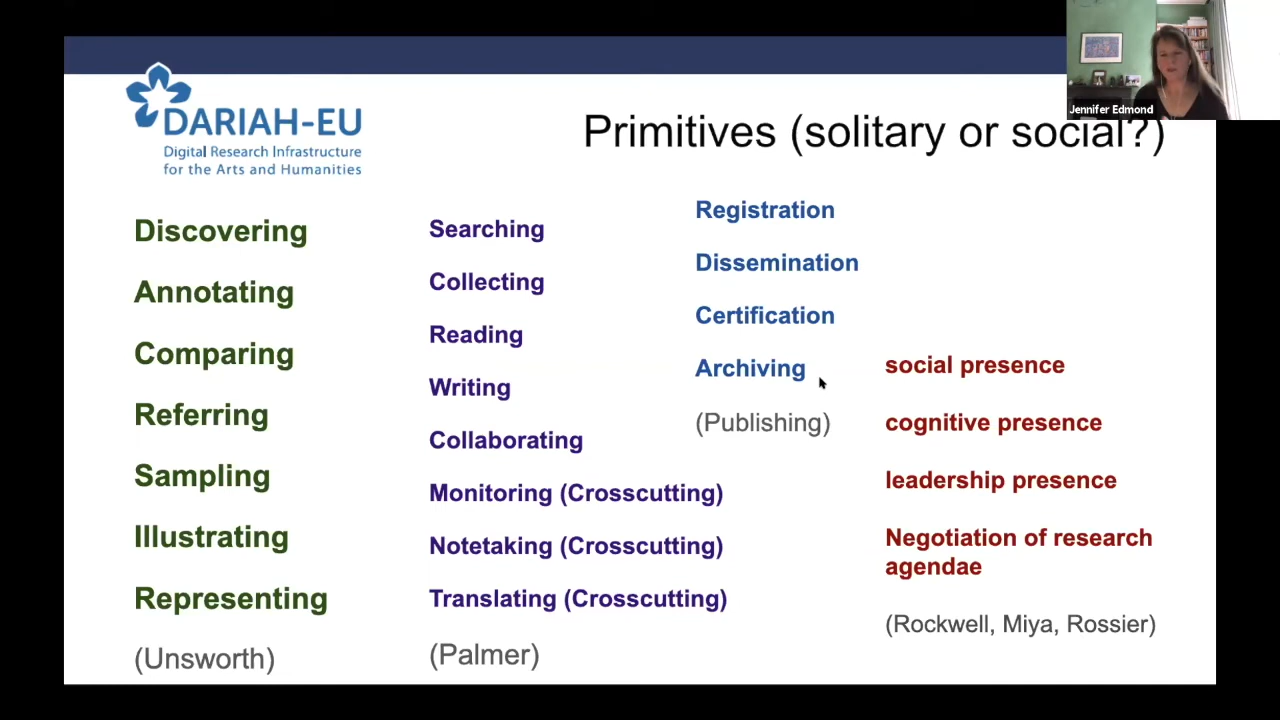 DARIAH-EU
Digital Research Infrastructure
for the Arts and Humanities
Primitives (solitary or social?)
Jennifer Edmond
Discovering
Annotating
Comparing
Referring
Sampling
Illustrating
Representing
(Unsworth)
Searching
Collecting
Reading
Writing
Collaborating
Monitoring (Crosscutting)
Notetaking (Crosscutting)
Translating (Crosscutting)
(Palmer)
Registration
Dissemination
Certification
Archiving
(Publishing)
social presence
cognitive presence
leadership presence
Negotiation of research
agendae
(Rockwell, Miya, Rossier)